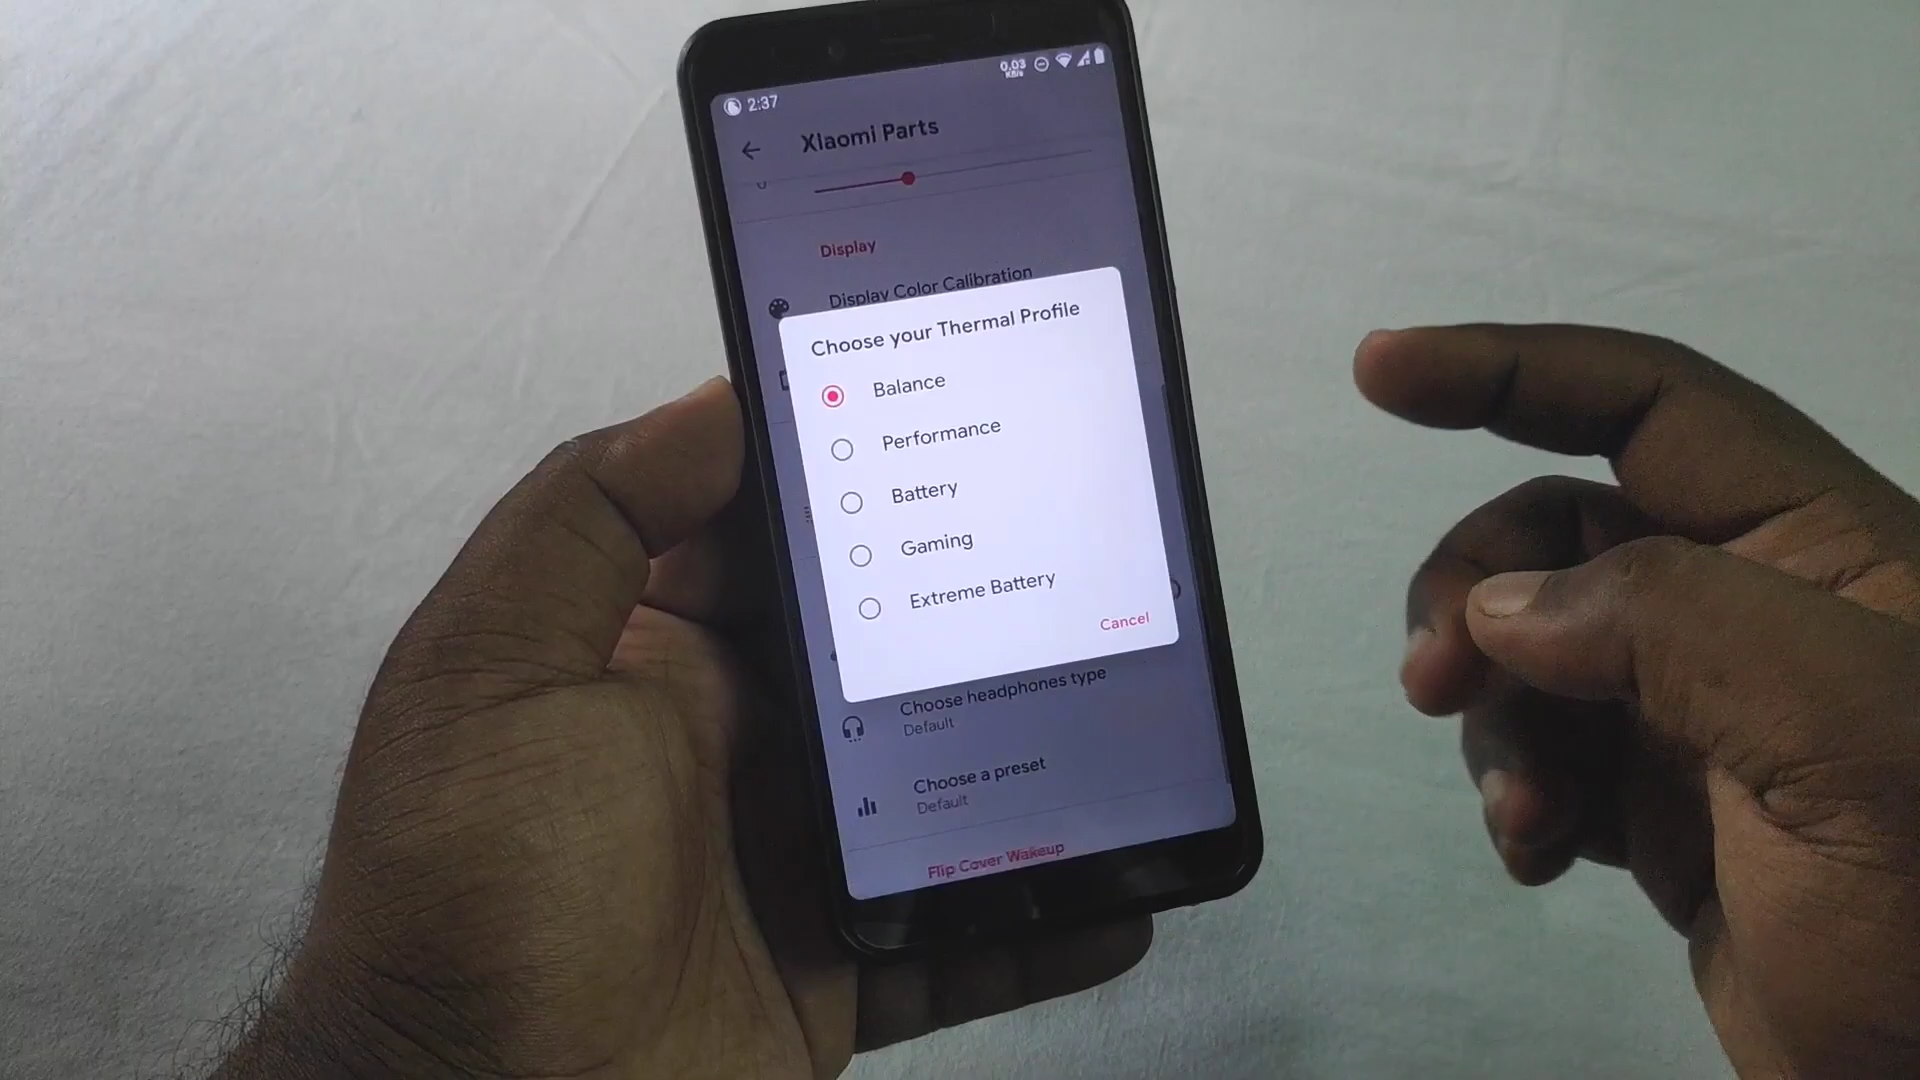 2:37
0.03
KB/s
Xiaomi Parts
Display
Display Color Calibration
Choose your Thermal Profile
Balance
Performance
Battery
Gaming
Extreme Battery
Cancel
Choose headphones type
Default
Choose a preset
Default
Flip Cover Wakeup